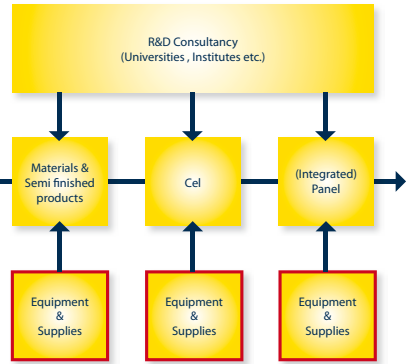 R&D Consultancy
(Universities , Institutes etc.)
Materials &
Semi finished
products
Cel
(Integrated)
Panel
Equipment
&
Supplies
Equipment
&
Supplies
Equipment
&
Supplies